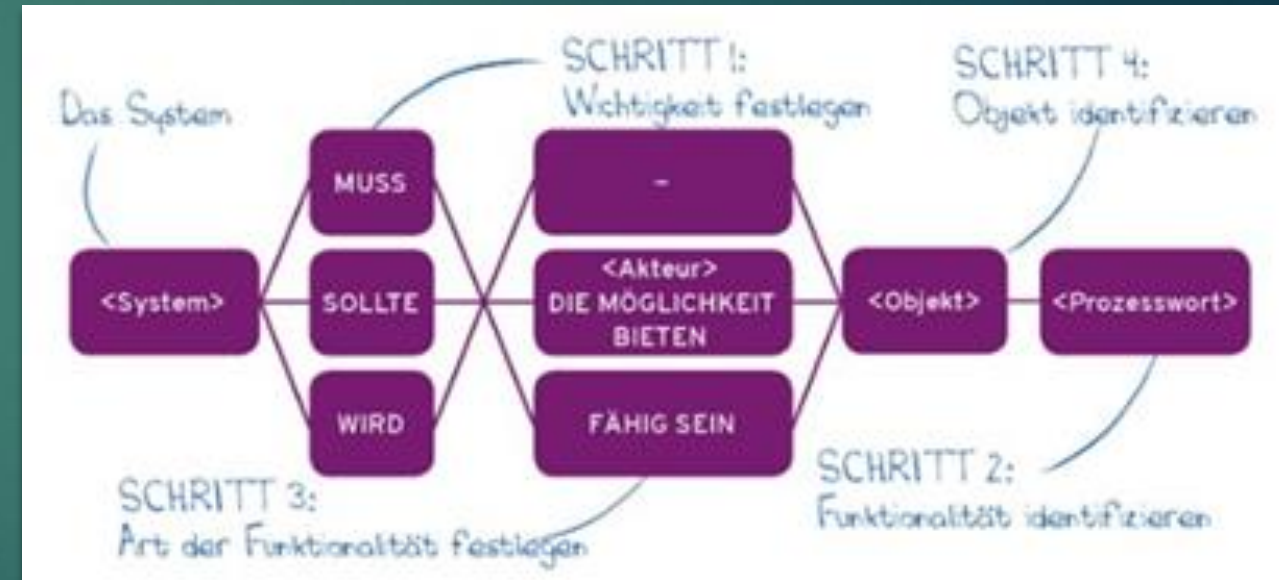 SCHRITT 1:
Wichtigkeit festlegen
SCHRITT 4:
Objekt identifizieren
Das System
MUSS
SOLLTE
WIRD
–
<Akteur>
DIE MÖGLICHKEIT
BIETEN
FÄHIG SEIN
<System>
<Objekt>
<Prozesswort>
SCHRITT 3:
Art der Funktionalität festlegen
SCHRITT 2:
Funktionalität identifizieren